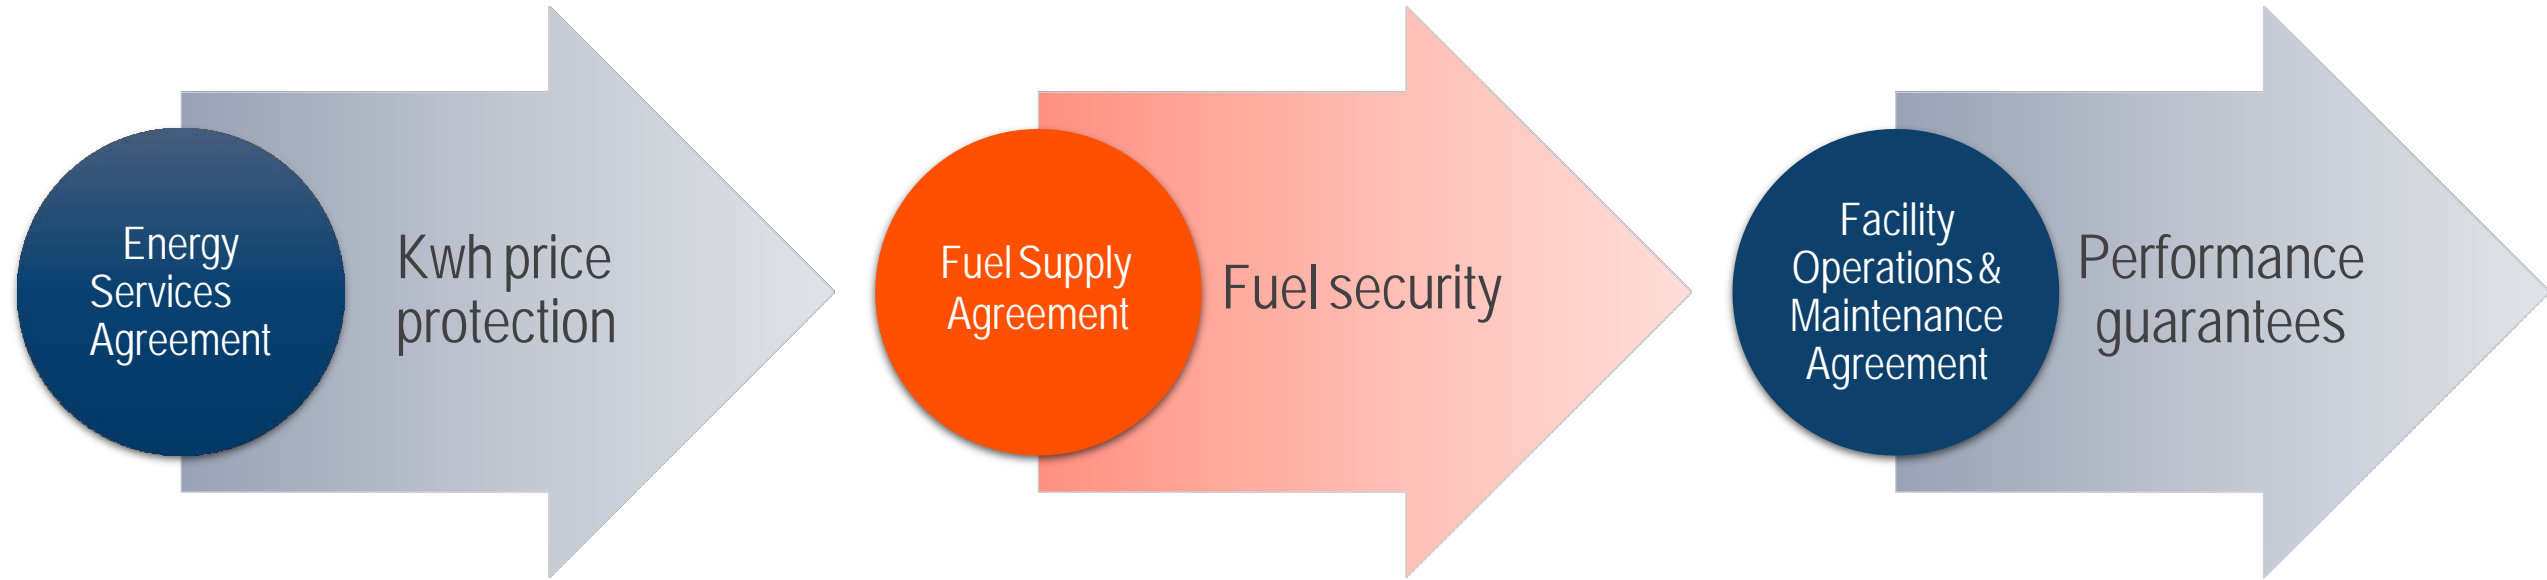 Energy
Services
Agreement
Kwh price
protection
Fuel Supply
Agreement
Fuel security
Facility
Operations &
Maintenance
Agreement
Performance
guarantees